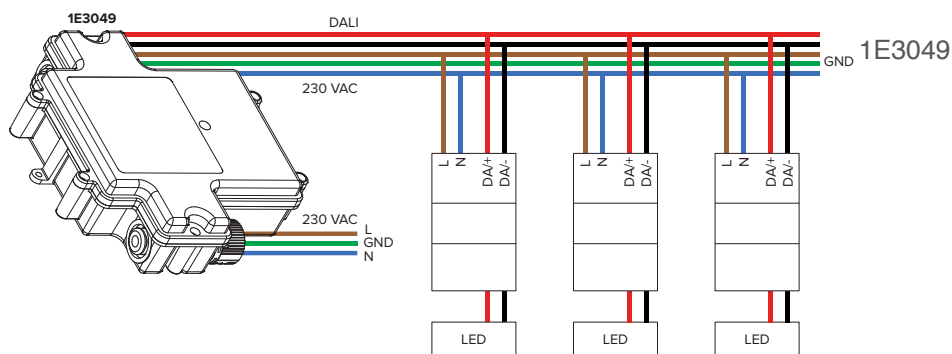 1E3049
DALI
1E3049
GND
230 VAC
L
N
DA/+
DA/-
L
N
DA/+
DA/-
L
N
DA/+
DA/-
230 VAC
L
GND
N
LED
LED
LED